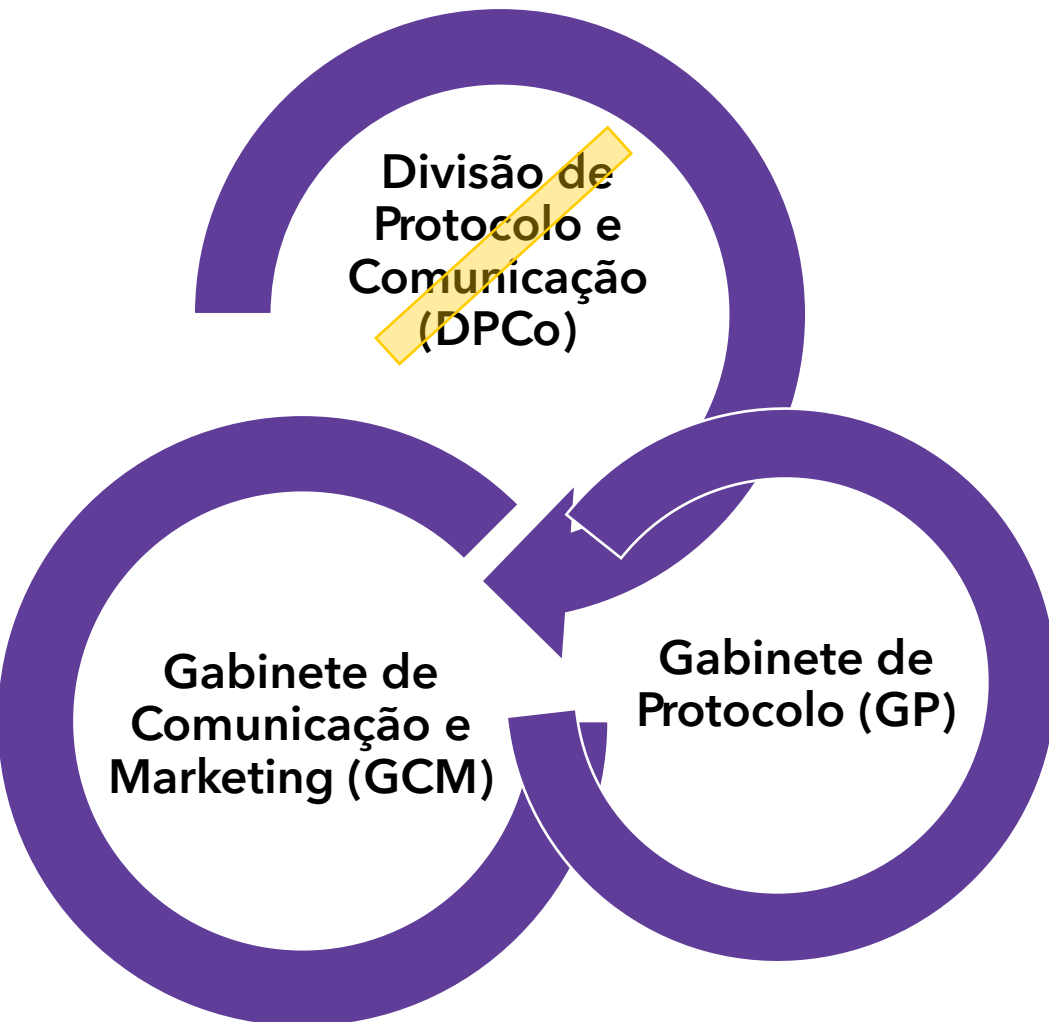 Divisão de
Protocolo e
Comunicação
(DPCo)
Gabinete de
Comunicação e
Marketing (GCM)
Gabinete de
Protocolo (GP)